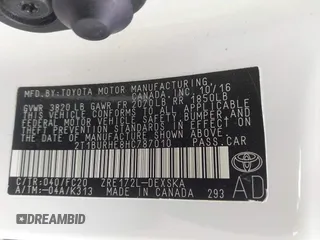 MFD. BY: TOYOTA MOTOR MANUFACTURING,
CANADA, INC. 10/16
GVWR 3820LB GAWR FR 2070LB RR 1850LB
THIS VEHICLE CONFORMS TO ALL APPLICABLE
FEDERAL MOTOR VEHICLE SAFETY, BUMPER, AND
THEFT PREVENTION STANDARDS IN EFFECT ON
THE DATE OF MANUFACTURE SHOWN ABOVE.
2T1BURHE8HC787010 PASS.CAR
C/TR:040/FC20 ZRE172L-DEXSKA
A/TM:-04A/K313 MADE IN CANADA 293
TOYOTA
AD
DREAMBID